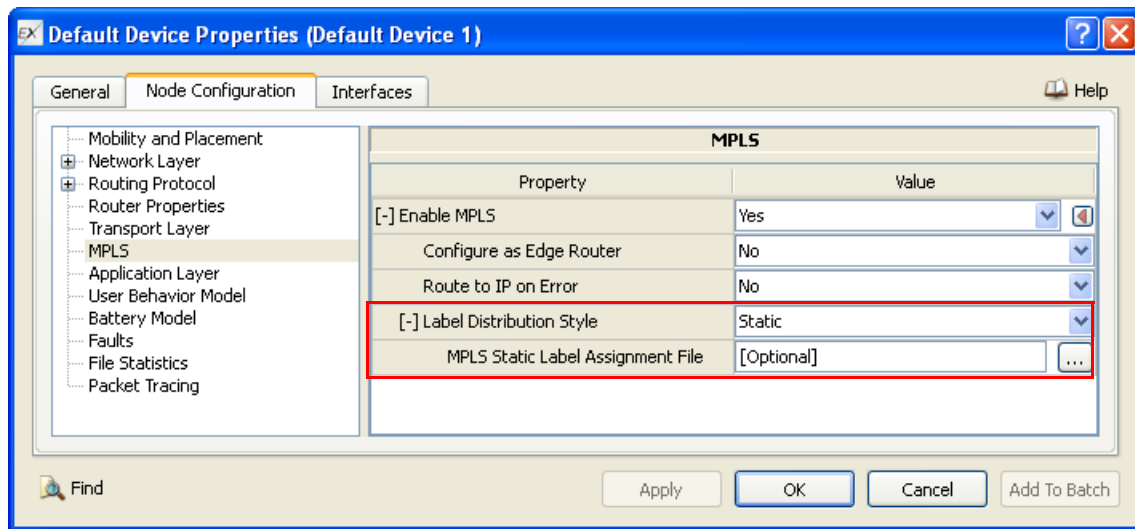 EX Default Device Properties (Default Device 1)
General Node Configuration Interfaces Help
Mobility and Placement
Network Layer
Routing Protocol
Router Properties
Transport Layer
MPLS
Application Layer
User Behavior Model
Battery Model
Faults
File Statistics
Packet Tracing
MPLS
Property Value
[-] Enable MPLS Yes
Configure as Edge Router No
Route to IP on Error No
[-] Label Distribution Style Static
MPLS Static Label Assignment File [Optional] ...
Find Apply OK Cancel Add To Batch